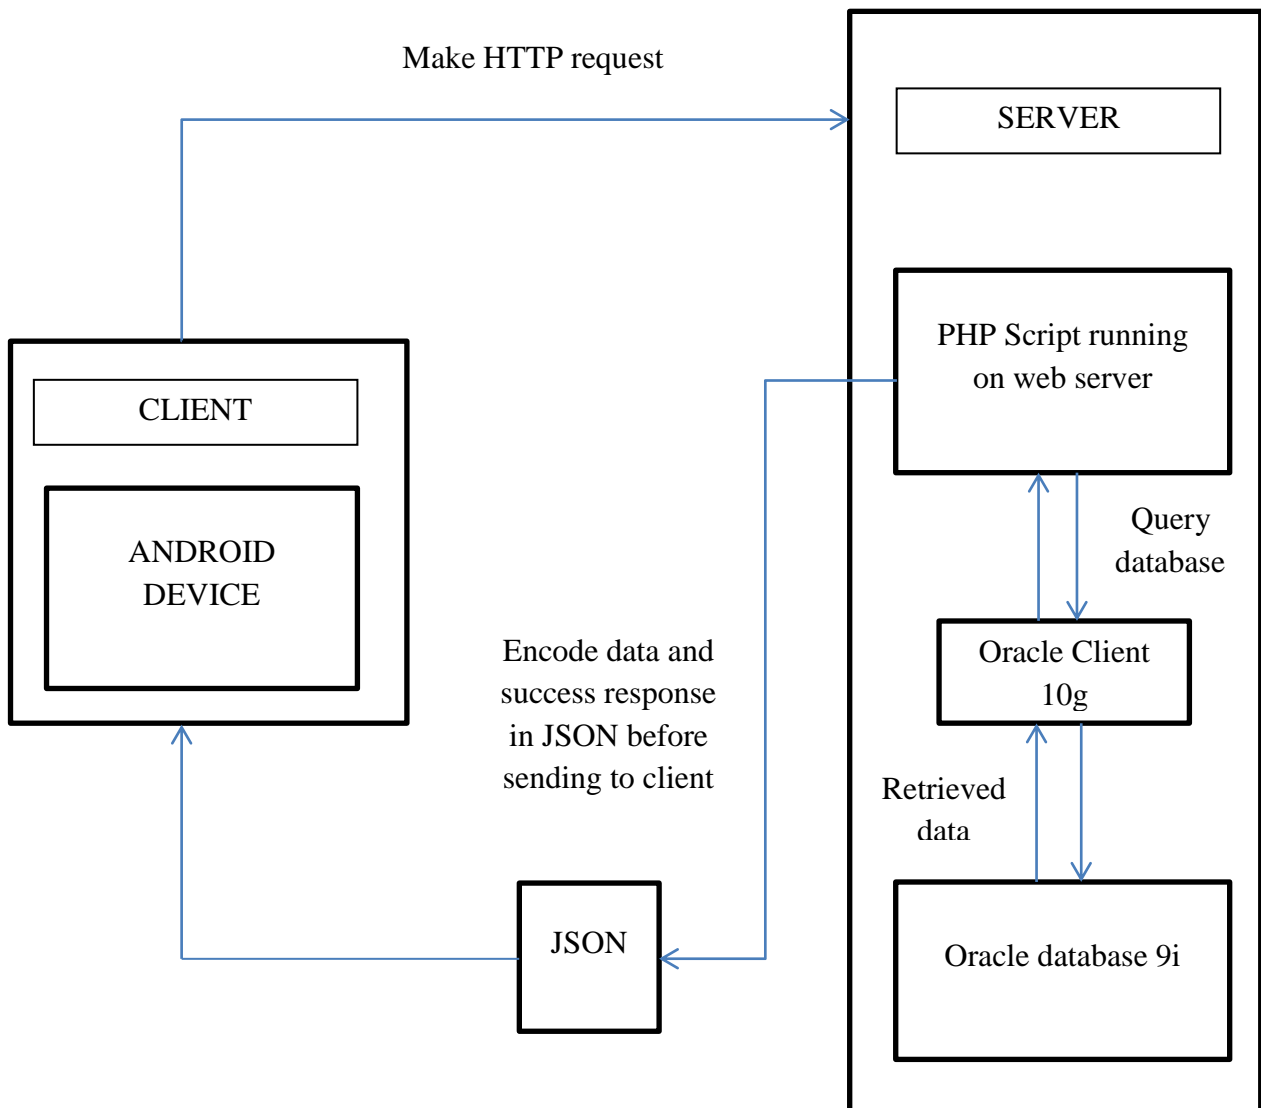 Make HTTP request
SERVER
PHP Script running
on web server
CLIENT
ANDROID
DEVICE
Query
database
Encode data and
success response
in JSON before
sending to client
Oracle Client
10g
Retrieved
data
JSON
Oracle database 9i